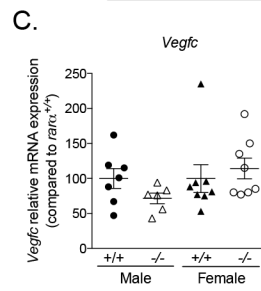 C.
Vegfc
Vegfc relative mRNA expression
(compared to rarα+/+)
250
200
150
100
50
0
+/+ -/- +/+ -/-
Male Female